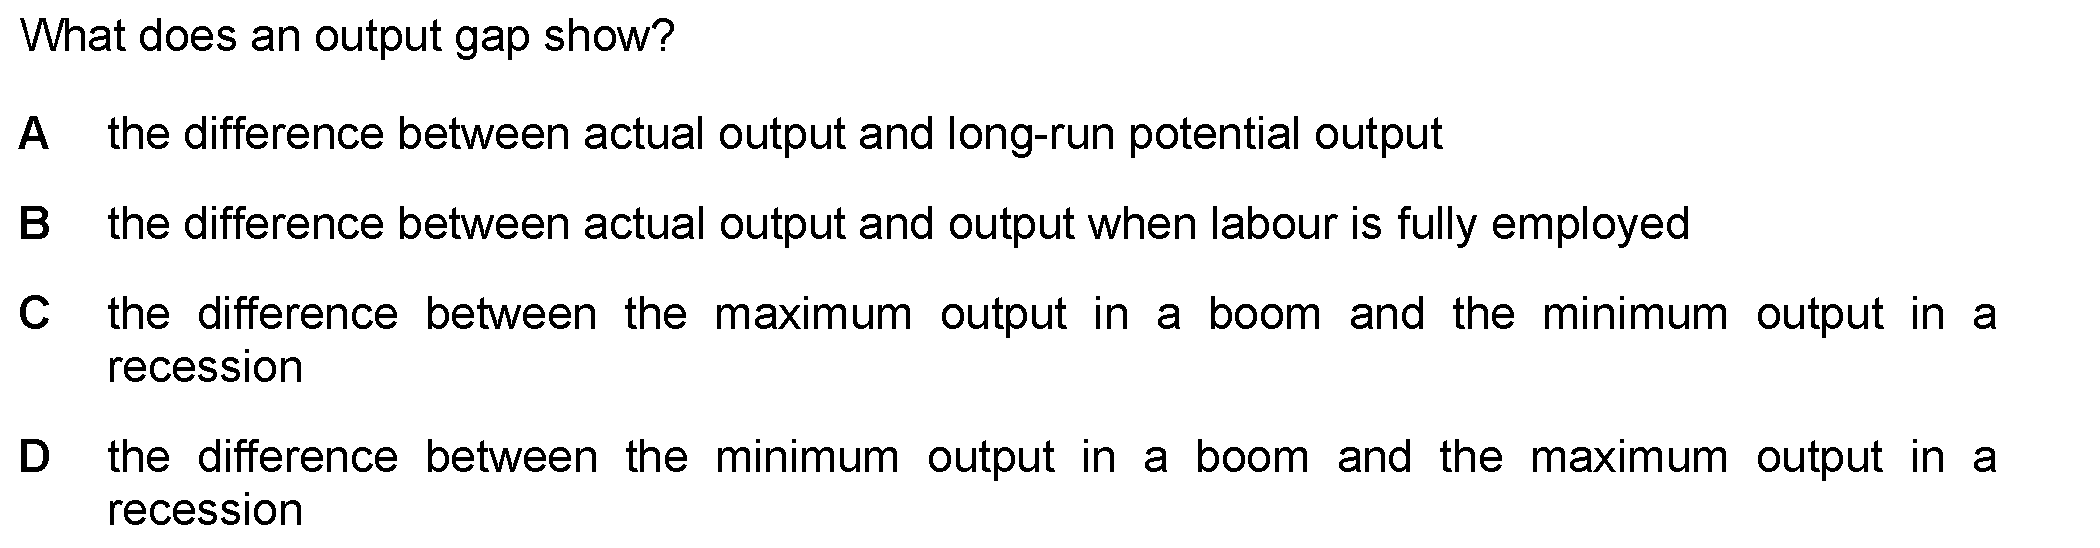 What does an output gap show?
A the difference between actual output and long-run potential output
B the difference between actual output and output when labour is fully employed
C the difference between the maximum output in a boom and the minimum output in a
recession
D the difference between the minimum output in a boom and the maximum output in a
recession